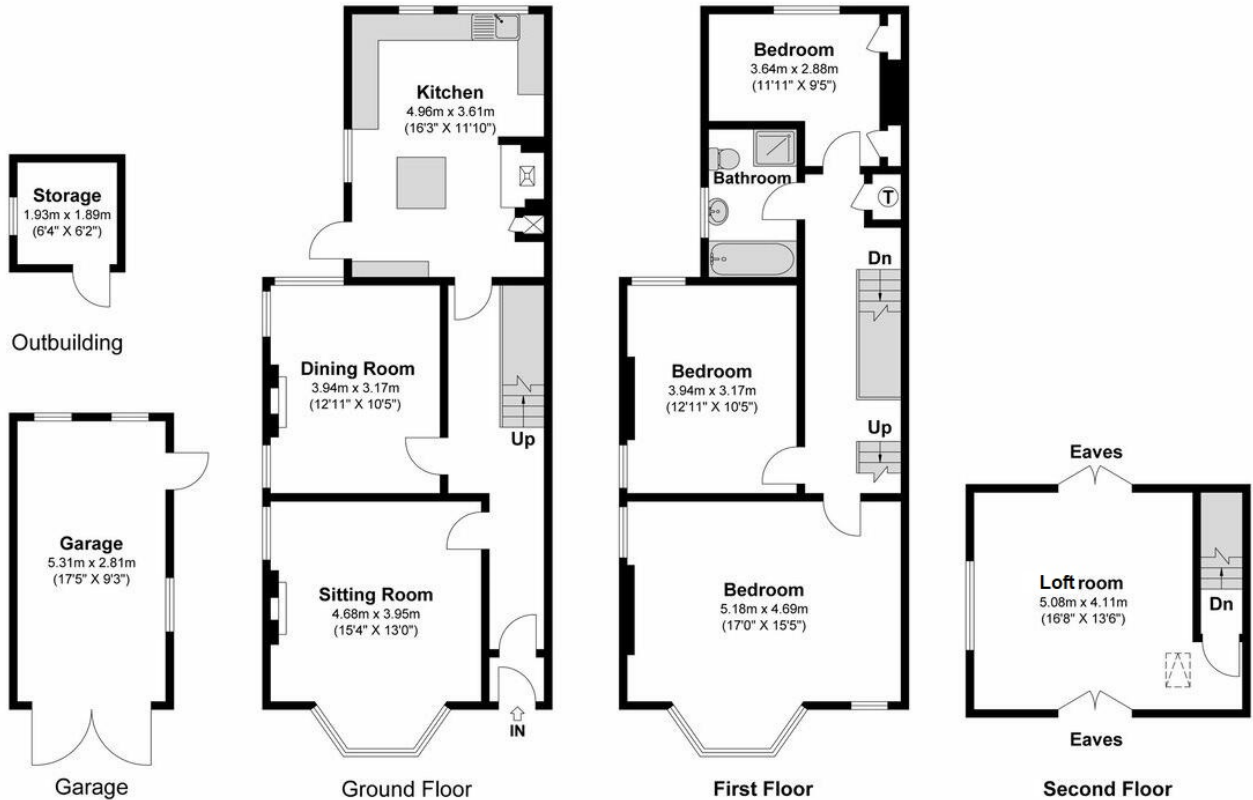 Storage
1.93m x 1.89m
(6'4" X 6'2")
Outbuilding
Garage
5.31m x 2.81m
(17'5" X 9'3")
Garage
Kitchen
4.96m x 3.61m
(16'3" X 11'10")
Dining Room
3.94m x 3.17m
(12'11" X 10'5")
Up
Sitting Room
4.68m x 3.95m
(15'4" X 13'0")
IN
Ground Floor
Bedroom
3.64m x 2.88m
(11'11" X 9'5")
Bathroom
T
Dn
Bedroom
3.94m x 3.17m
(12'11" X 10'5")
Up
Bedroom
5.18m x 4.69m
(17'0" X 15'5")
First Floor
Eaves
Loft room
5.08m x 4.11m
(16'8" X 13'6")
Dn
Eaves
Second Floor